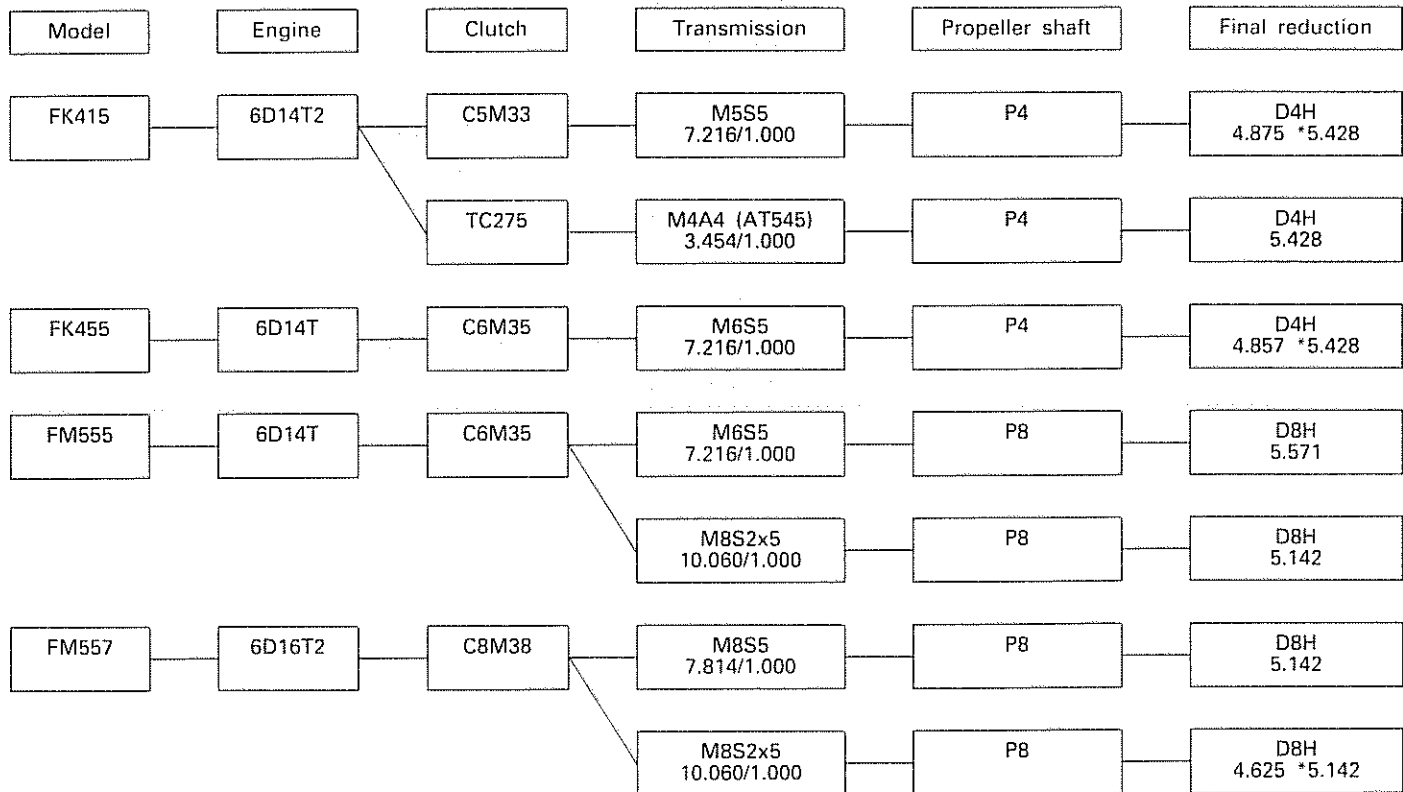 Model Engine Clutch Transmission Propeller shaft Final reduction
FK415 6D14T2 C5M33 M5S5 P4 D4H
7.216/1.000 4.875 *5.428
TC275 M4A4 (AT545) P4 D4H
3.454/1.000 5.428
FK455 6D14T C6M35 M6S5 P4 D4H
7.216/1.000 4.857 *5.428
FM555 6D14T C6M35 M6S5 P8 D8H
7.216/1.000 5.571
M8S2x5 P8 D8H
10.060/1.000 5.142
FM557 6D16T2 C8M38 M8S5 P8 D8H
7.814/1.000 5.142
M8S2x5 P8 D8H
10.060/1.000 4.625 *5.142